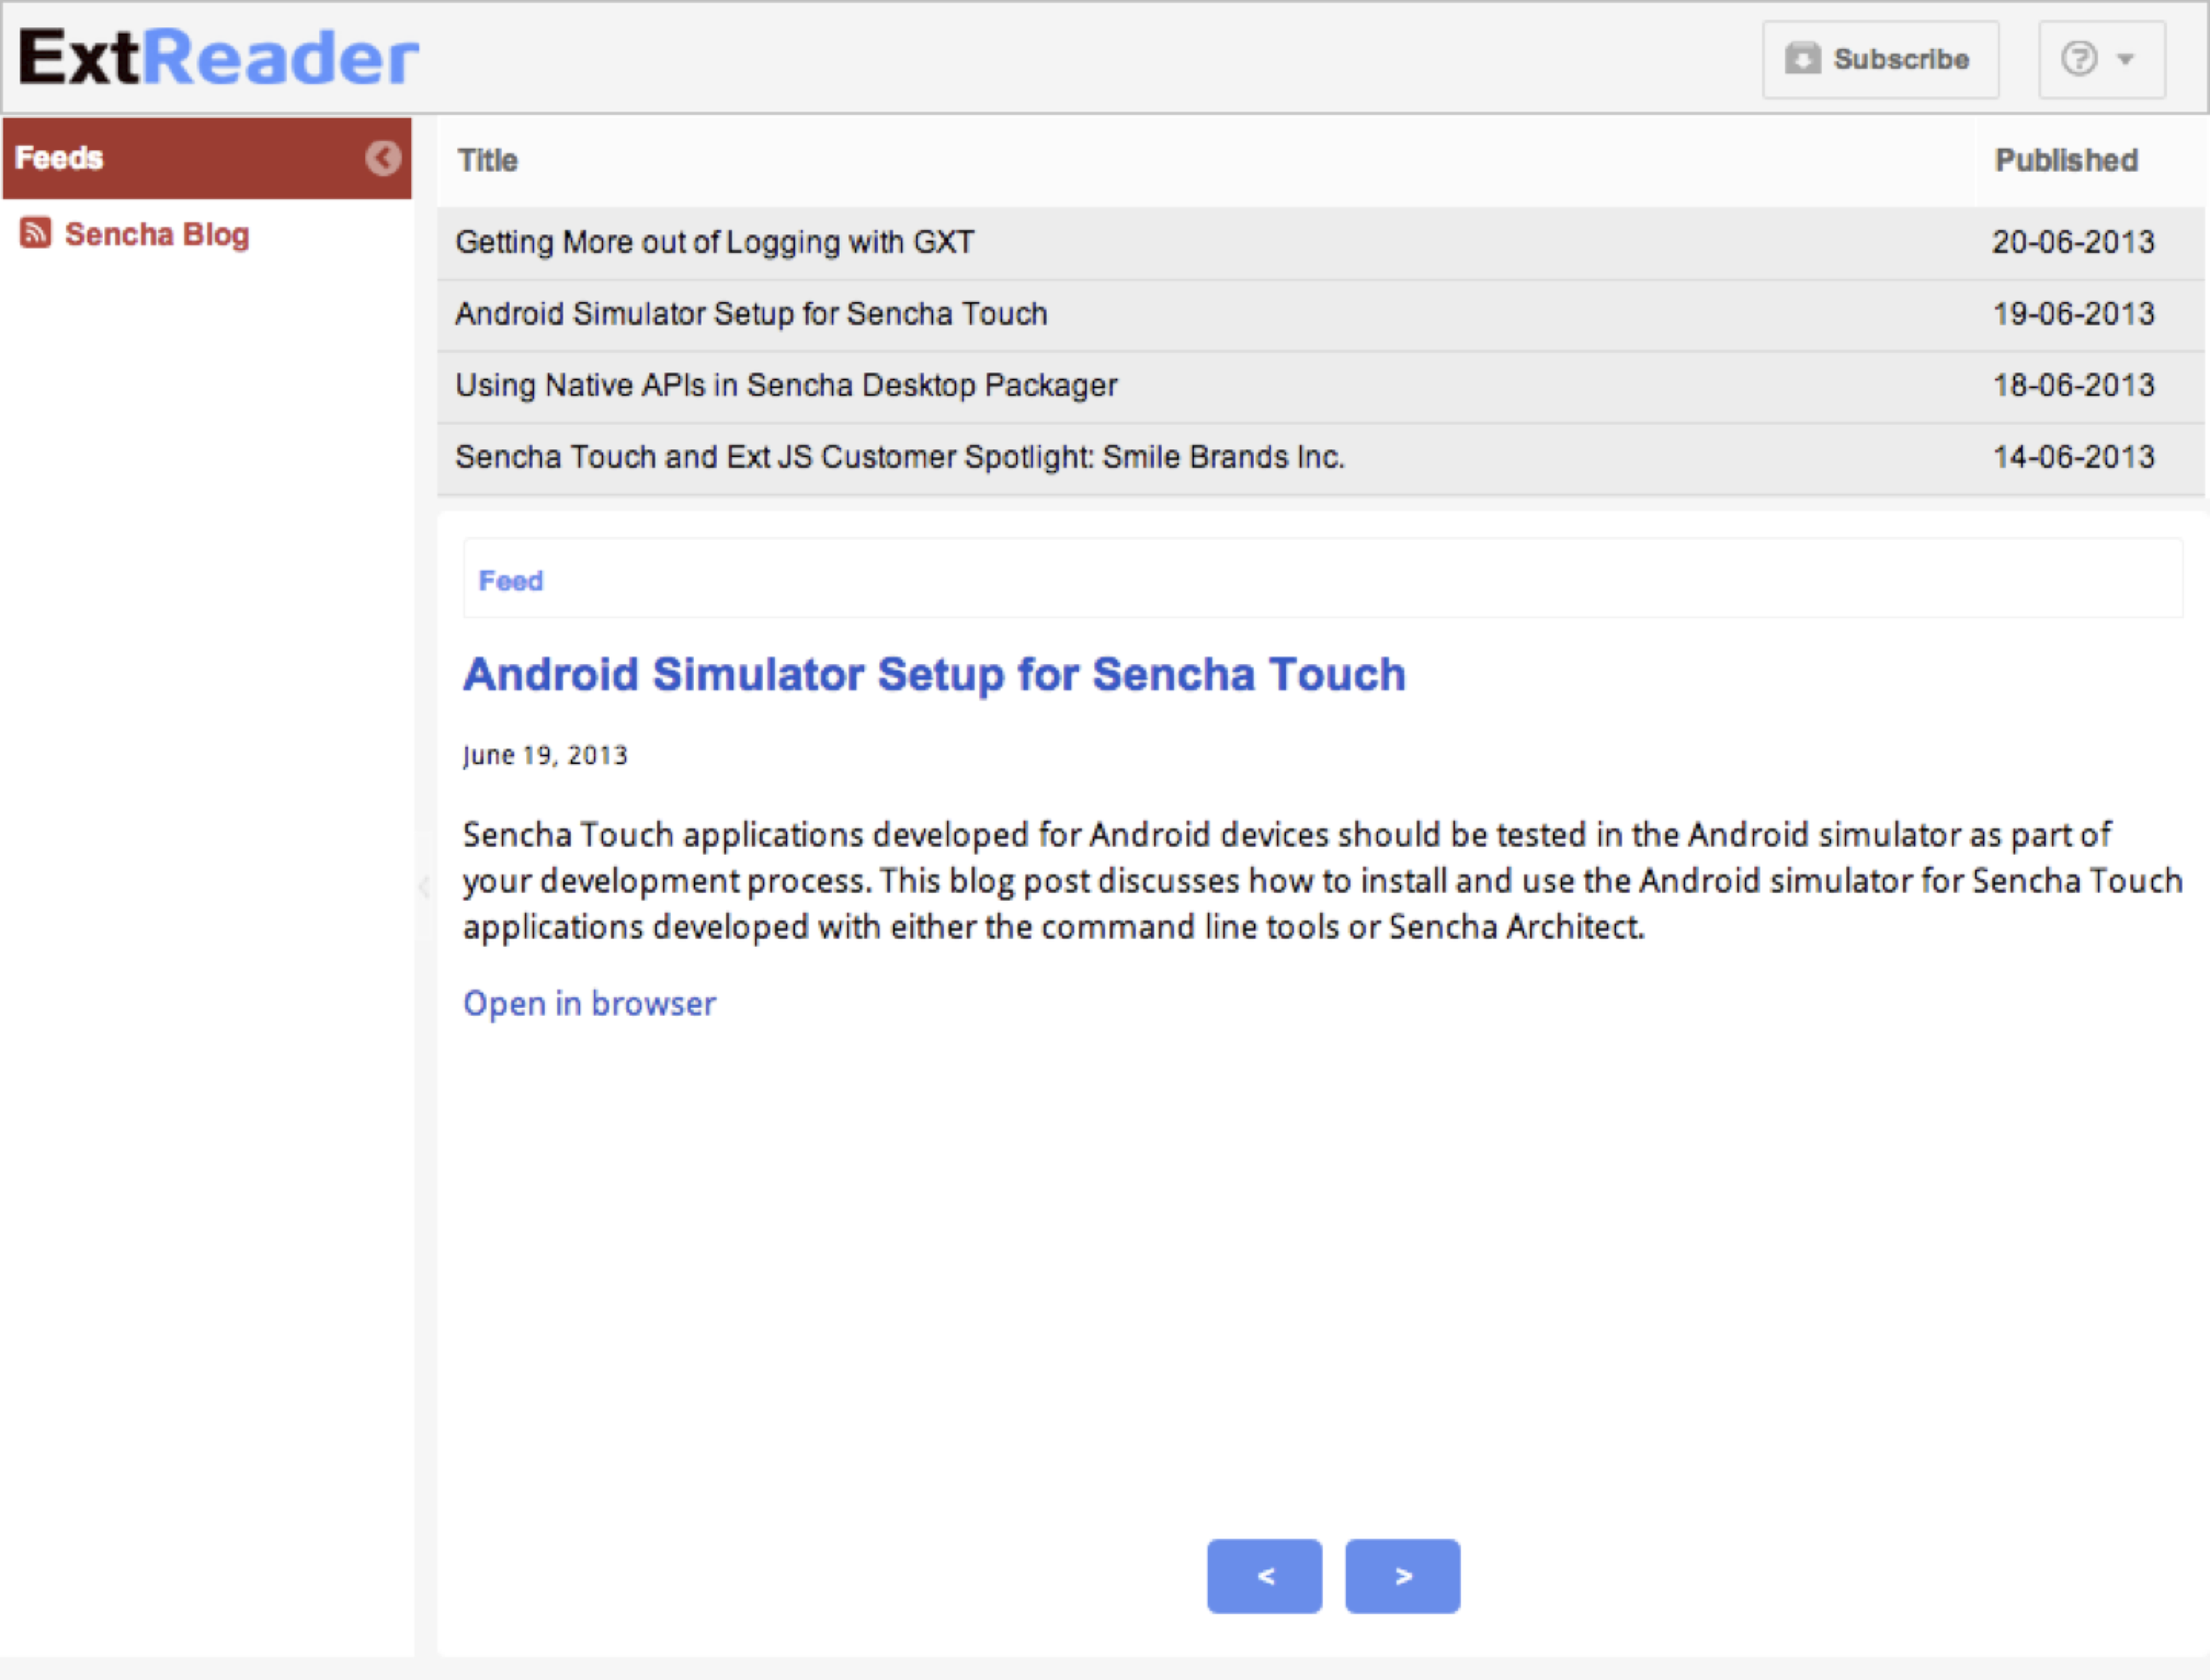 ExtReader
Subscribe
?
Feeds
Sencha Blog
Title Published
Getting More out of Logging with GXT 20-06-2013
Android Simulator Setup for Sencha Touch 19-06-2013
Using Native APIs in Sencha Desktop Packager 18-06-2013
Sencha Touch and Ext JS Customer Spotlight: Smile Brands Inc. 14-06-2013
Feed
Android Simulator Setup for Sencha Touch
June 19, 2013
Sencha Touch applications developed for Android devices should be tested in the Android simulator as part of
your development process. This blog post discusses how to install and use the Android simulator for Sencha Touch
applications developed with either the command line tools or Sencha Architect.
Open in browser
< >